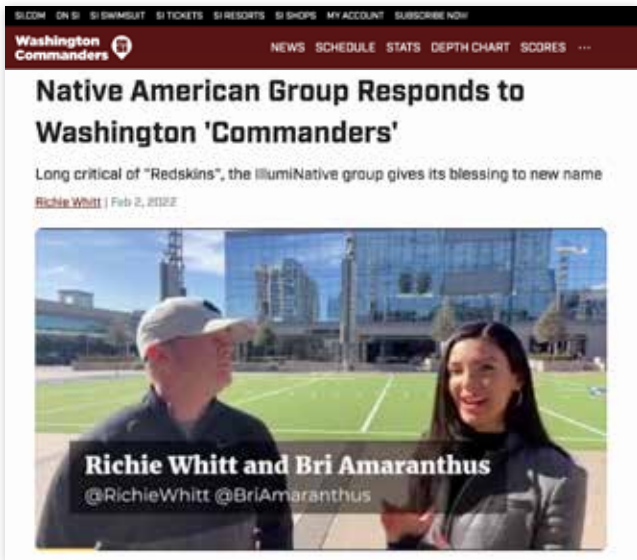 SI.COM ON SI SI SWIMSUIT SI TICKETS SI RESORTS SI SHOPS MY ACCOUNT SUBSCRIBE NOW
Washington
Commanders
NEWS SCHEDULE STATS DEPTH CHART SCORES ...
Native American Group Responds to
Washington 'Commanders'
Long critical of "Redskins", the IllumiNative group gives its blessing to new name
Richie Whitt | Feb 2, 2022
Richie Whitt and Bri Amaranthus
@RichieWhitt @BriAmaranthus